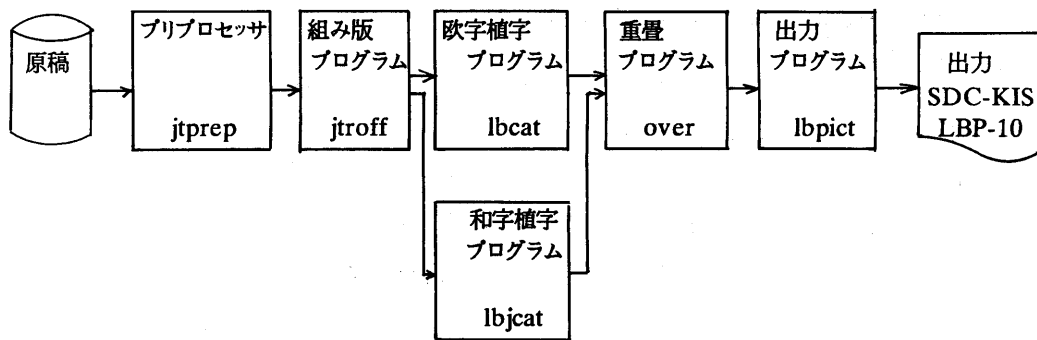 原稿
プリプロセッサ
jtprep
組み版
プログラム
jtroff
欧字植字
プログラム
lbcat
重畳
プログラム
over
出力
プログラム
lbpict
出力
SDC-KIS
LBP-10
和字植字
プログラム
lbjcat